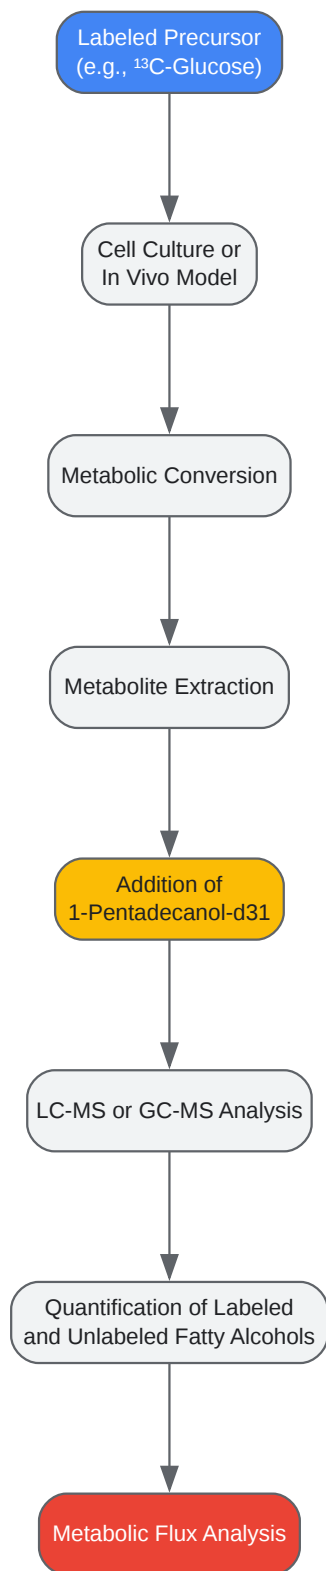 Labeled Precursor
(e.g., ¹³C-Glucose)
Cell Culture or
In Vivo Model
Metabolic Conversion
Metabolite Extraction
Addition of
1-Pentadecanol-d31
LC-MS or GC-MS Analysis
Quantification of Labeled
and Unlabeled Fatty Alcohols
Metabolic Flux Analysis